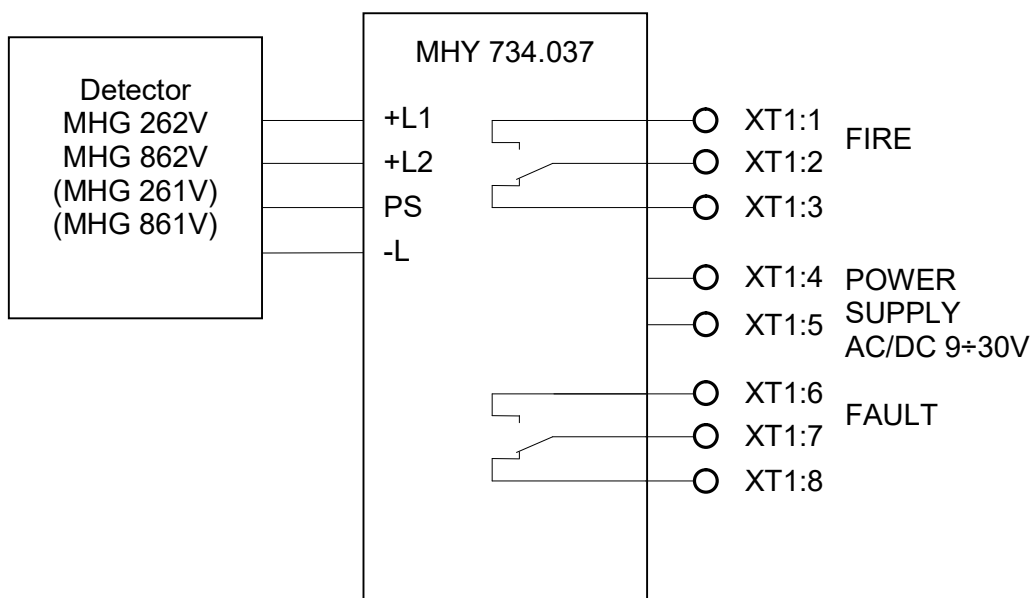 MHY 734.037
Detector
MHG 262V
MHG 862V
(MHG 261V)
(MHG 861V)
+L1
+L2
PS
-L
XT1:1
XT1:2
XT1:3
FIRE
XT1:4
XT1:5
POWER
SUPPLY
AC/DC 9÷30V
XT1:6
XT1:7
XT1:8
FAULT